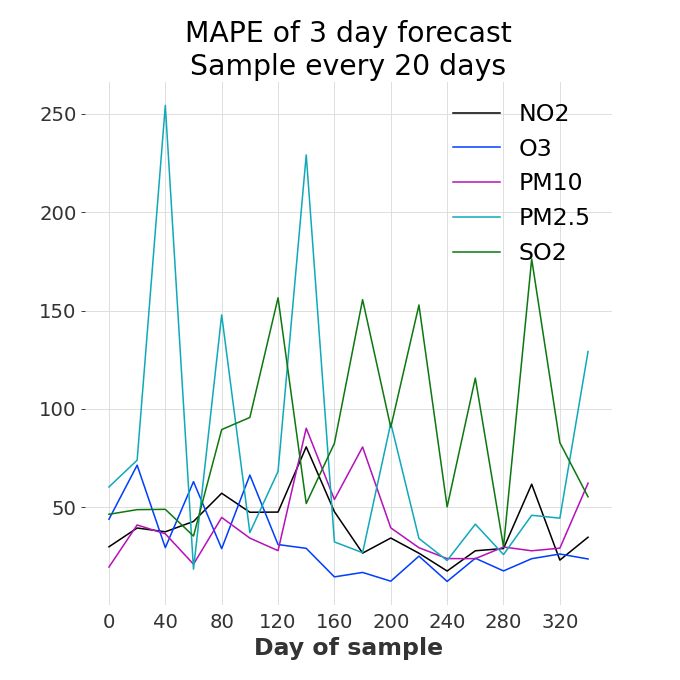 MAPE of 3 day forecast
Sample every 20 days
250
200
150
100
50
NO2
O3
PM10
PM2.5
SO2
0 40 80 120 160 200 240 280 320
Day of sample